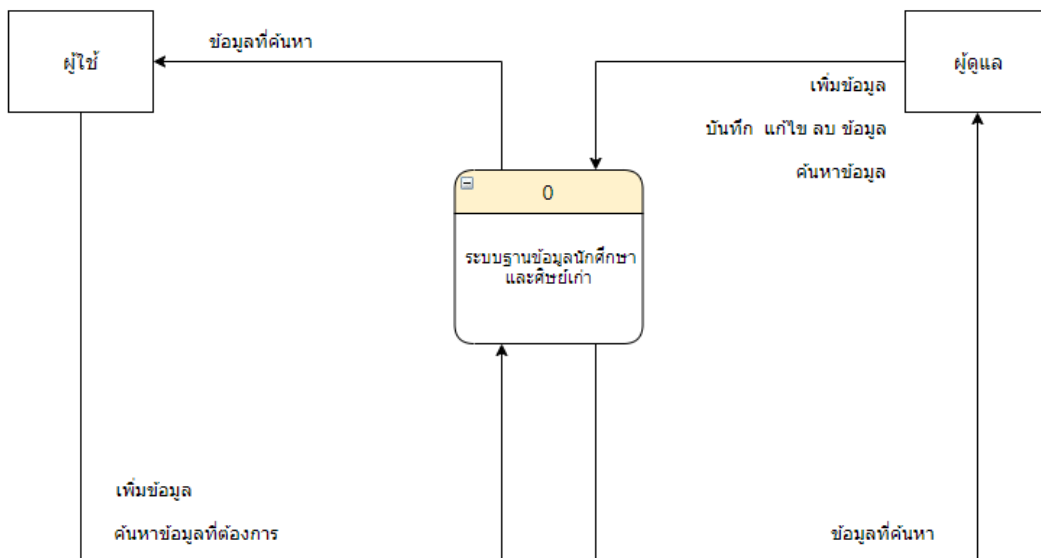 ผู้ใช้
ข้อมูลที่ค้นหา
ผู้ดูแล
เพิ่มข้อมูล
บันทึก แก้ไข ลบ ข้อมูล
ค้นหาข้อมูล
0
ระบบฐานข้อมูลนักศึกษา
และศิษย์เก่า
เพิ่มข้อมูล
ค้นหาข้อมูลที่ต้องการ
ข้อมูลที่ค้นหา